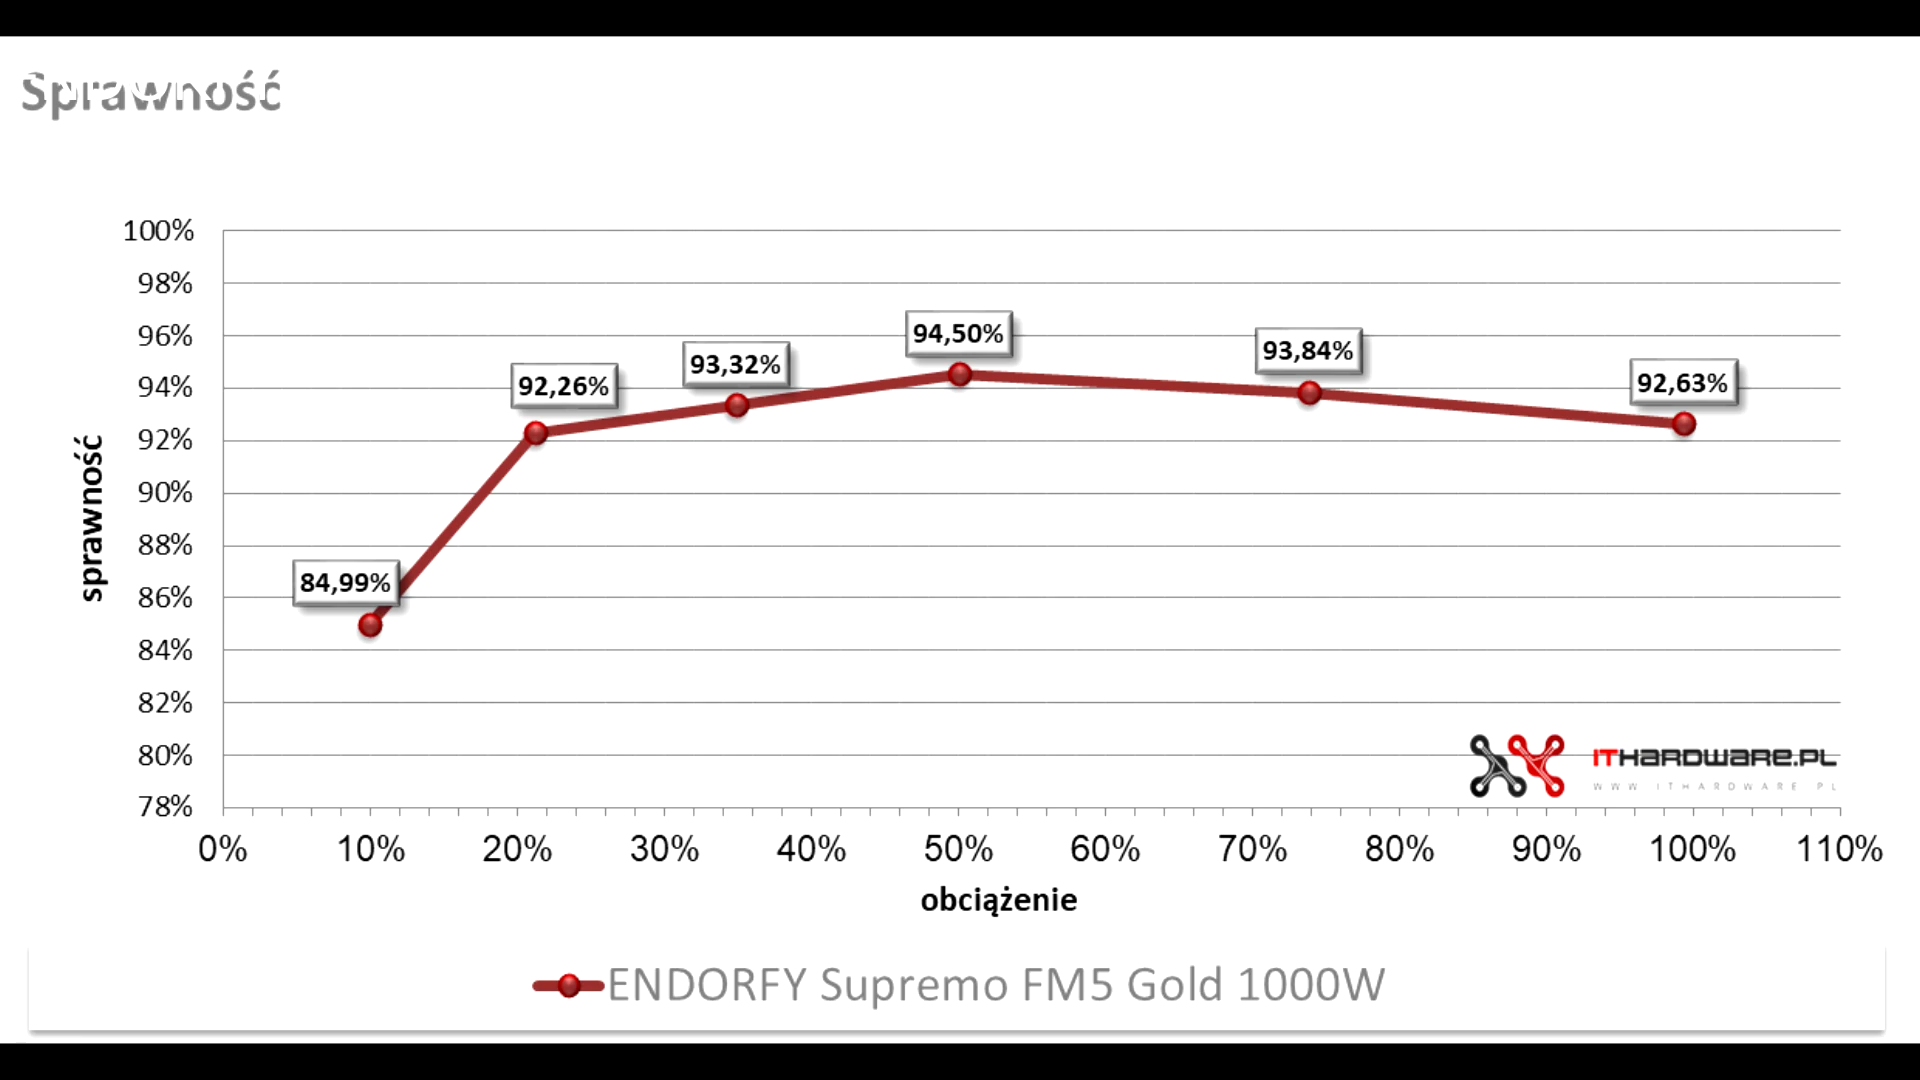 Sprawność
100%
98%
96%
94%
92%
90%
88%
86%
84%
82%
80%
78%
sprawność
84,99%
92,26%
93,32%
94,50%
93,84%
92,63%
ITHARDWARE.PL
WWW ITHARDWARE PL
0% 10% 20% 30% 40% 50% 60% 70% 80% 90% 100% 110%
obciążenie
ENDORFY Supremo FM5 Gold 1000W